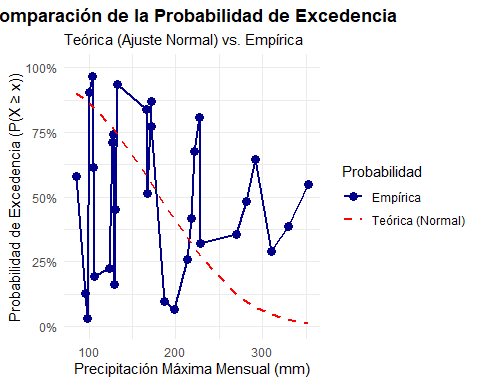 omparación de la Probabilidad de Excedencia
Teórica (Ajuste Normal) vs. Empírica
Probabilidad de Excedencia (P(X ≥ x))
100%
75%
50%
25%
0%
100
200
300
Precipitación Máxima Mensual (mm)
Probabilidad
Empírica
Teórica (Normal)